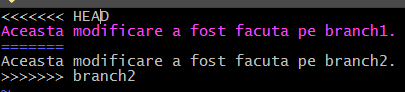 <<<<<<< HEAD
Aceasta modificare a fost facuta pe branch1.
=======
Aceasta modificare a fost facuta pe branch2.
>>>>>>> branch2
~